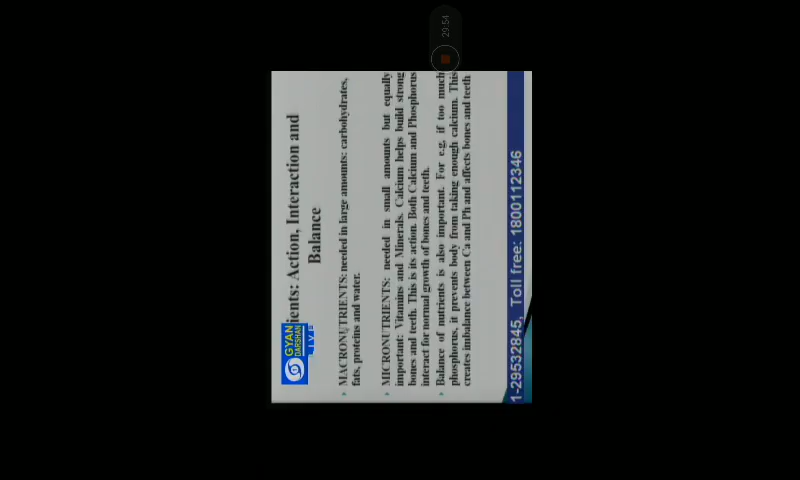 29:54
ients: Action, Interaction and
Balance
GYAN
DARSHAN
LIVE
MACRONUTRIENTS: needed in large amounts: carbohydrates,
fats, proteins and water.
MICRONUTRIENTS: needed in small amounts but equally
important: Vitamins and Minerals. Calcium helps build strong
bones and teeth. This is its action. Both Calcium and Phosphorus
interact for normal growth of bones and teeth.
Balance of nutrients is also important. For e.g. if too much
phosphorus, it prevents body from taking enough calcium. This
creates imbalance between Ca and Ph and affects bones and teeth
1-29532845, Toll free: 1800112346